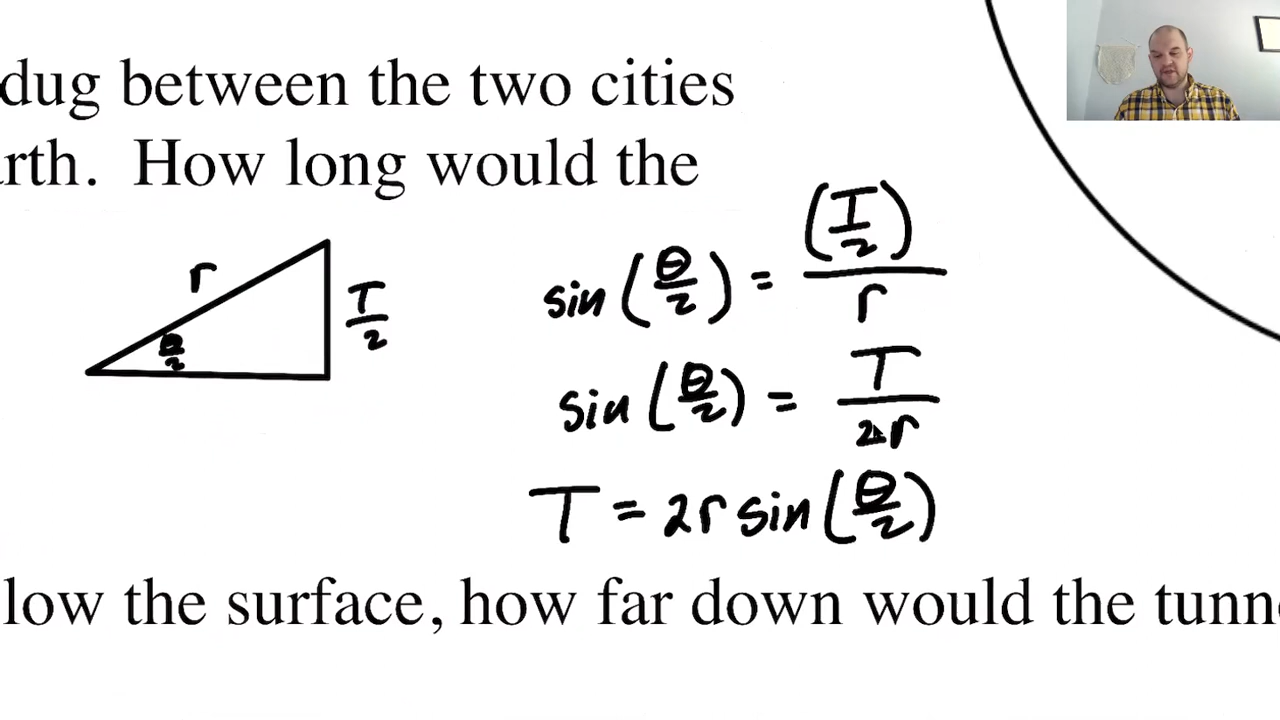 dug between the two cities
rth. How long would the
r
T/2
θ/2
sin(θ/2) = (T/2)/r
sin(θ/2) = T/2r
T = 2r sin(θ/2)
low the surface, how far down would the